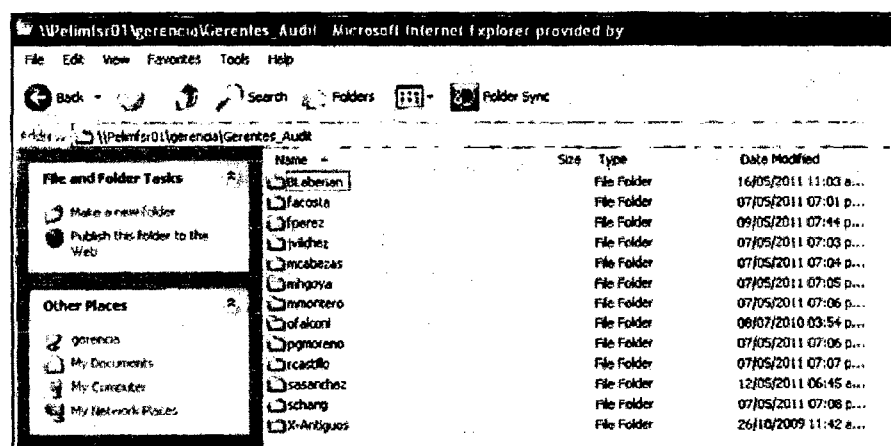 \\Pelimfsr01\gerencia\Gerentes_Audit - Microsoft Internet Explorer provided by
File Edit View Favorites Tools Help
Back Search Folders Folder Sync
Address \\Pelimfsr01\gerencia\Gerentes_Audit
Name Size Type Date Modified
File and Folder Tasks
Make a new folder
Publish this folder to the Web
Other Places
gerencia
My Documents
My Computer
My Network Places
BLaberian File Folder 16/05/2011 11:03 a...
facosta File Folder 07/05/2011 07:01 p...
fperez File Folder 09/05/2011 07:44 p...
jvilchez File Folder 07/05/2011 07:03 p...
mcabezas File Folder 07/05/2011 07:04 p...
mhgoya File Folder 07/05/2011 07:05 p...
mmontero File Folder 07/05/2011 07:06 p...
ofalconi File Folder 08/07/2010 03:54 p...
pgmoreno File Folder 07/05/2011 07:06 p...
rcastillo File Folder 07/05/2011 07:07 p...
sasanchez File Folder 12/05/2011 06:45 a...
schang File Folder 07/05/2011 07:08 p...
X-Antiguos File Folder 26/10/2009 11:42 a...